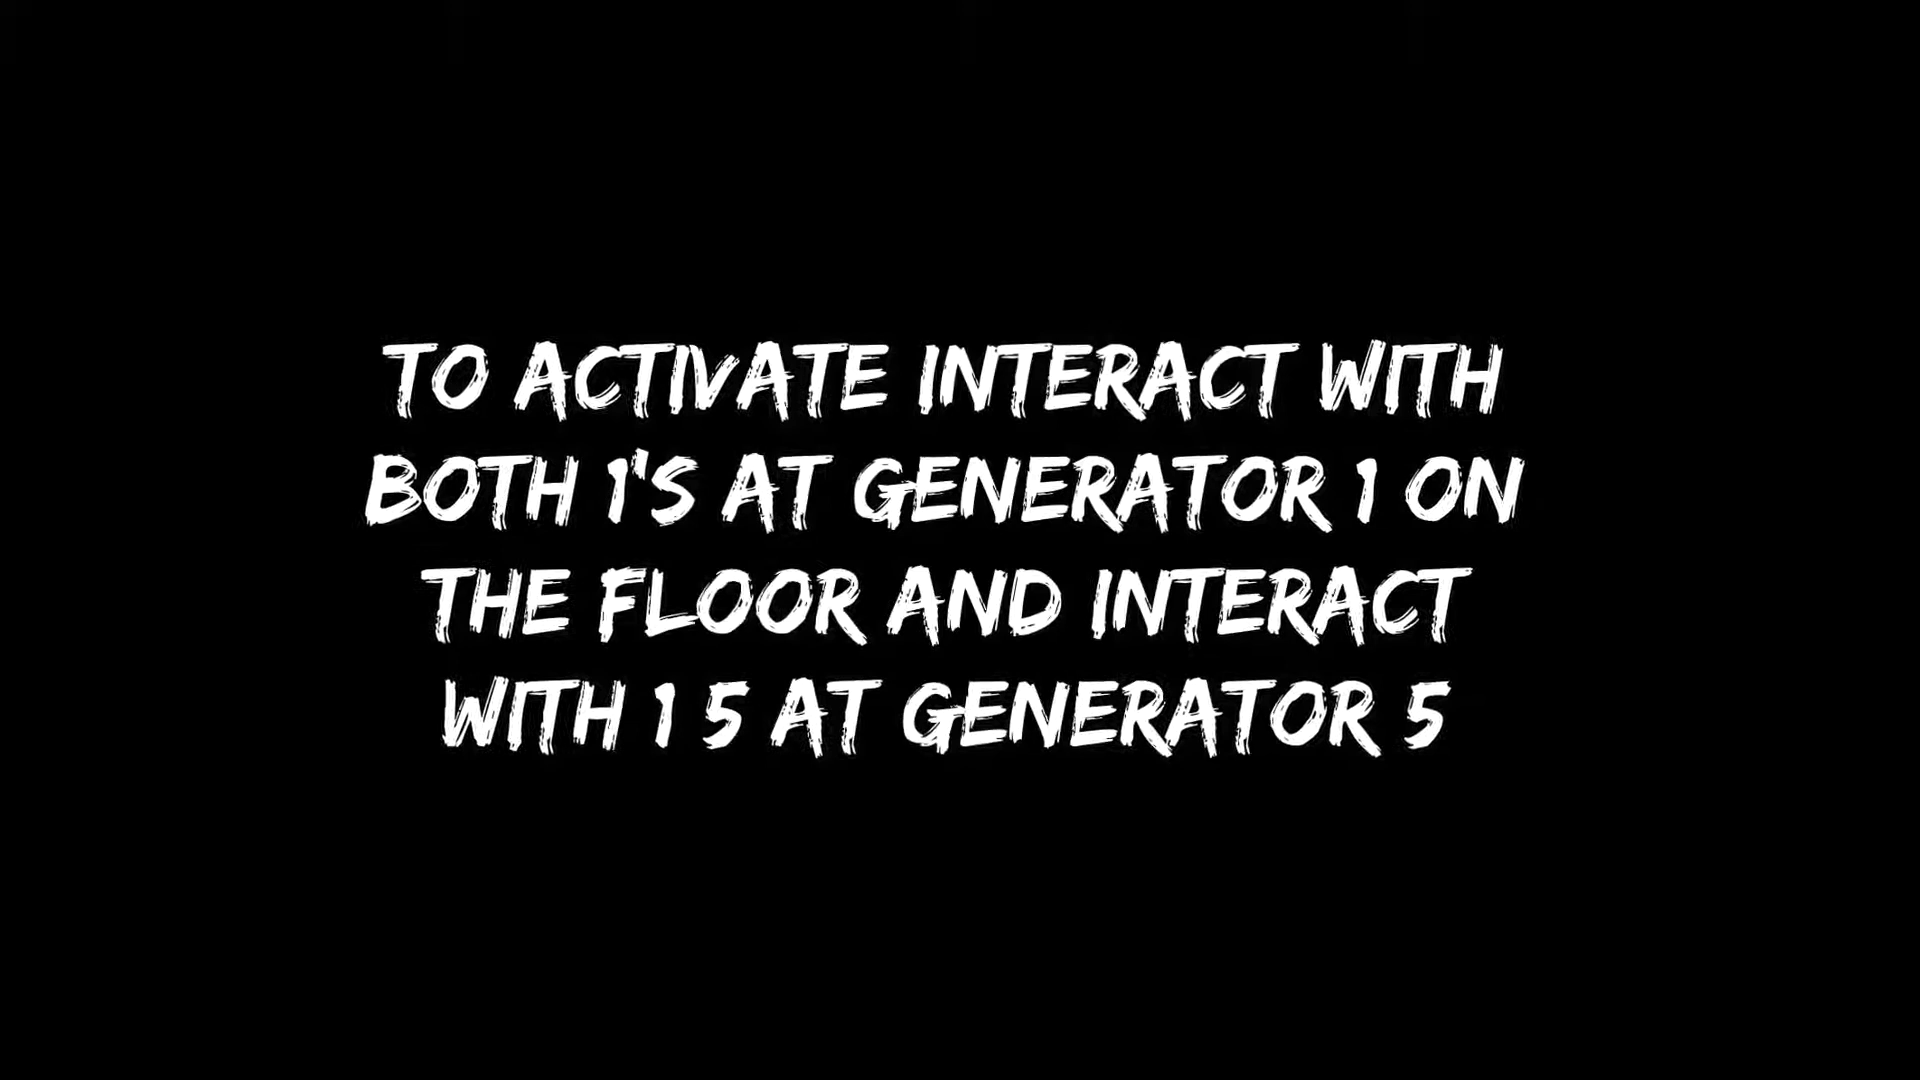 TO ACTIVATE INTERACT WITH
BOTH 1'S AT GENERATOR 1 ON
THE FLOOR AND INTERACT
WITH 1 5 AT GENERATOR 5